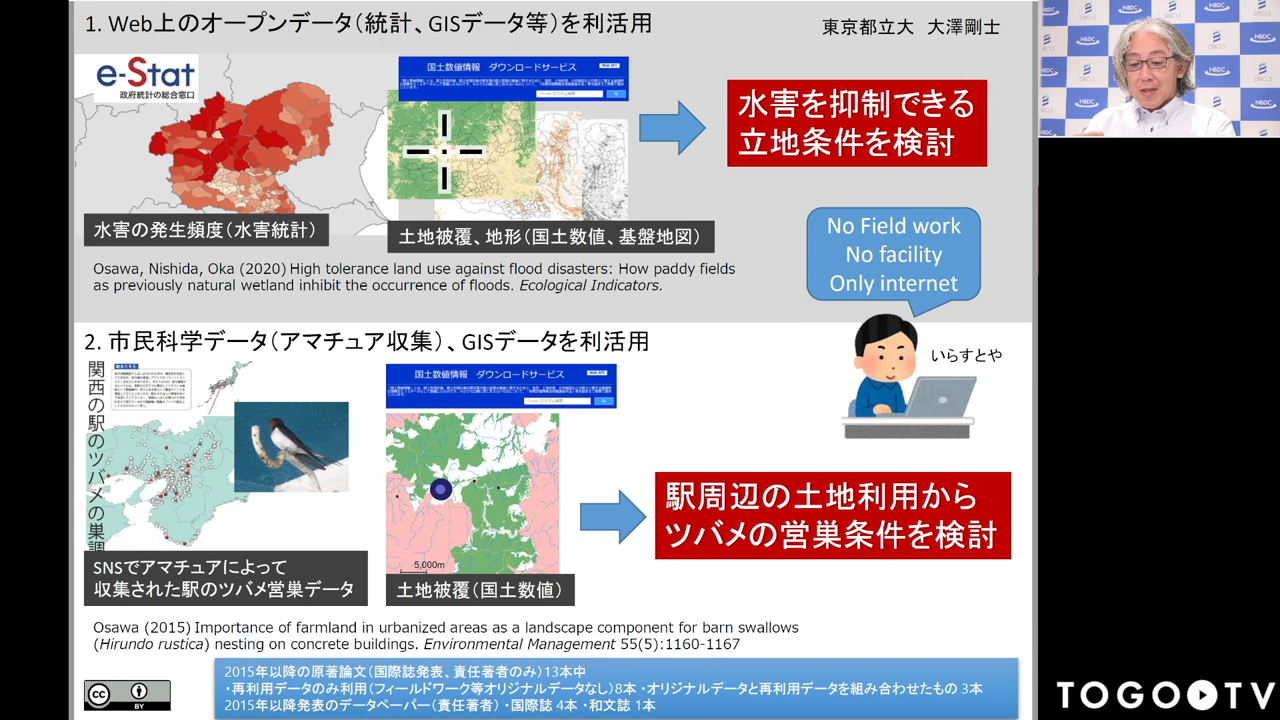 1. Web上のオープンデータ（統計、GISデータ等）を利活用
東京都立大　大澤剛士
e-Stat
政府統計の総合窓口
国土数値情報　ダウンロードサービス
水害を抑制できる
立地条件を検討
水害の発生頻度（水害統計）
土地被覆、地形（国土数値、基盤地図）
No Field work
No facility
Only internet
Osawa, Nishida, Oka (2020) High tolerance land use against flood disasters: How paddy fields
as previously natural wetland inhibit the occurrence of floods. Ecological Indicators.
2. 市民科学データ（アマチュア収集）、GISデータを利活用
いらすとや
関西の駅のツバメの巣調
国土数値情報　ダウンロードサービス
駅周辺の土地利用から
ツバメの営巣条件を検討
5,000m
SNSでアマチュアによって
収集された駅のツバメ営巣データ
土地被覆（国土数値）
Osawa (2015) Importance of farmland in urbanized areas as a landscape component for barn swallows
(Hirundo rustica) nesting on concrete buildings. Environmental Management 55(5):1160-1167
2015年以降の原著論文（国際誌発表、責任著者のみ）13本中
・再利用データのみ利用（フィールドワーク等オリジナルデータなし）8本 ・オリジナルデータと再利用データを組み合わせたもの 3本
2015年以降発表のデータペーパー（責任著者） ・国際誌 4本 ・和文誌 1本
cc
BY
NBDC
DBCLS
TOGO TV